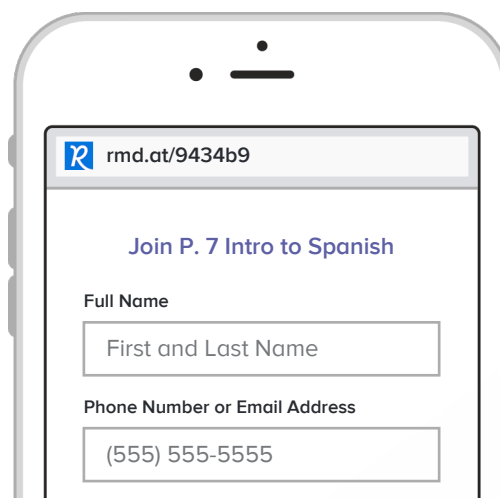 rmd.at/9434b9
Join P. 7 Intro to Spanish
Full Name
First and Last Name
Phone Number or Email Address
(555) 555-5555